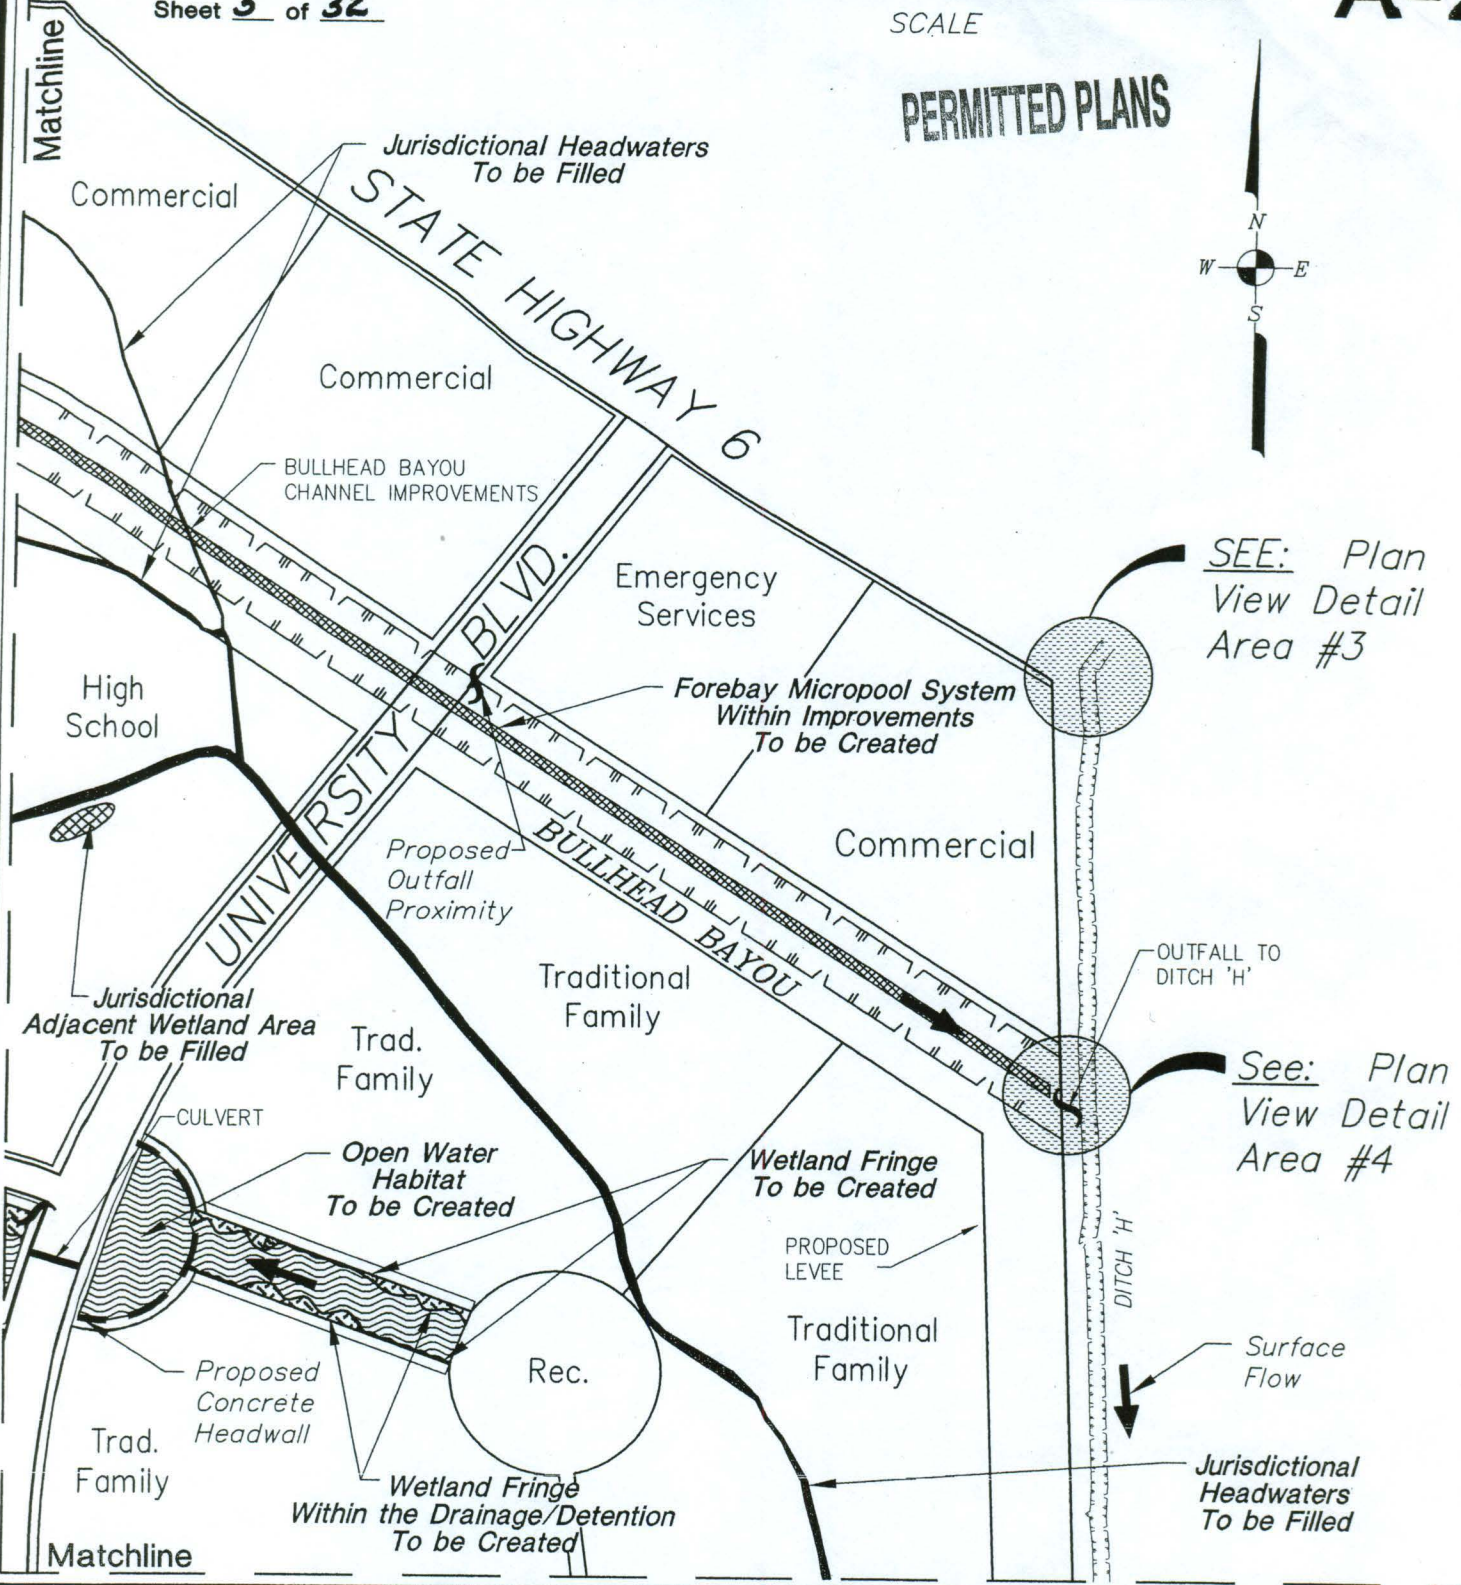 Sheet 3 of 32
SCALE
PERMITTED PLANS
Matchline
Jurisdictional Headwaters
To be Filled
Commercial
STATE HIGHWAY 6
N
W E
S
Commercial
BULLHEAD BAYOU
CHANNEL IMPROVEMENTS
UNIVERSITY BLVD.
Emergency
Services
SEE: Plan
View Detail
Area #3
High
School
Forebay Micropool System
Within Improvements
To be Created
Commercial
Proposed
Outfall
Proximity
BULLHEAD BAYOU
OUTFALL TO
DITCH 'H'
Jurisdictional
Adjacent Wetland Area
To be Filled
Traditional
Family
Trad.
Family
See: Plan
View Detail
Area #4
CULVERT
Open Water
Habitat
To be Created
Wetland Fringe
To be Created
PROPOSED
LEVEE
DITCH 'H'
Traditional
Family
Surface
Flow
Rec.
Proposed
Concrete
Headwall
Trad.
Family
Wetland Fringe
Within the Drainage/Detention
To be Created
Jurisdictional
Headwaters
To be Filled
Matchline